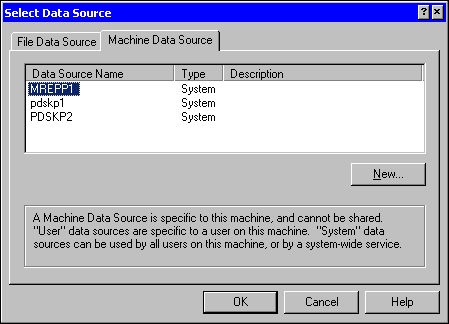 Select Data Source
File Data Source Machine Data Source
Data Source Name Type Description
MREPP1 System
pdskp1 System
PDSKP2 System
New...
A Machine Data Source is specific to this machine, and cannot be shared.
"User" data sources are specific to a user on this machine. "System" data
sources can be used by all users on this machine, or by a system-wide service.
OK Cancel Help